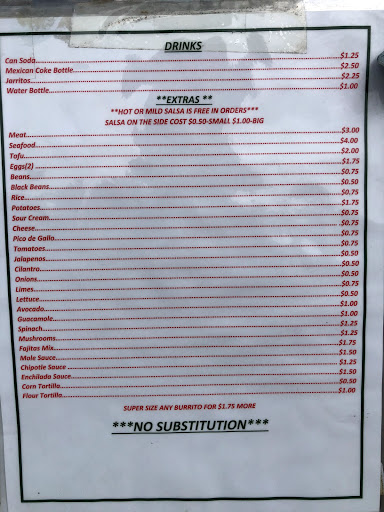 DRINKS
Can Soda $1.25
Mexican Coke Bottle $2.50
Jarritos $2.25
Water Bottle $1.00
**EXTRAS **
**HOT OR MILD SALSA IS FREE IN ORDERS***
SALSA ON THE SIDE COST $0.50-SMALL $1.00-BIG
Meat $3.00
Seafood $4.00
Tofu $2.00
Eggs(2) $1.75
Beans $0.75
Black Beans $0.50
Rice $0.75
Potatoes $1.75
Sour Cream $0.75
Cheese $0.75
Pico de Gallo $0.75
Tomatoes $0.75
Jalapenos $0.50
Cilantro $0.50
Onions $0.50
Limes $0.75
Lettuce $0.50
Avocado $1.00
Guacamole $1.00
Spinach $1.25
Mushrooms $1.25
Fajitas Mix $1.75
Mole Sauce $1.50
Chipotle Sauce $1.25
Enchilada Sauce $1.50
Corn Tortilla $0.50
Flour Tortilla $1.00
SUPER SIZE ANY BURRITO FOR $1.75 MORE
***NO SUBSTITUTION***